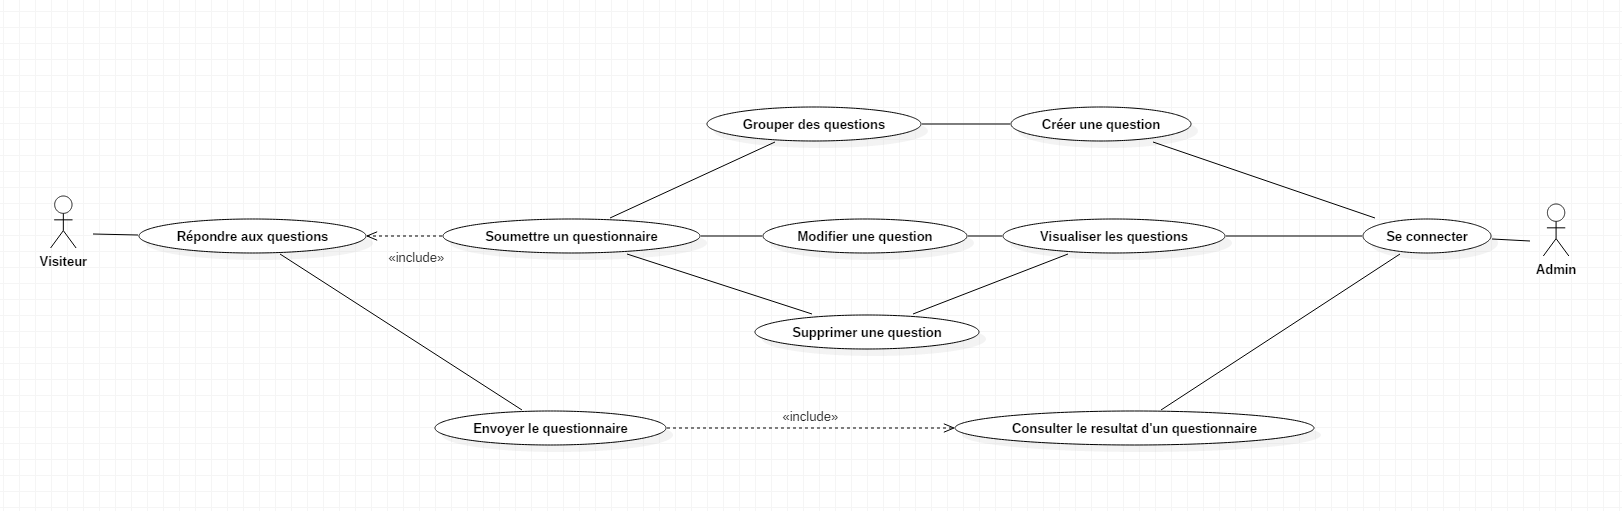 Grouper des questions
Créer une question
Visiteur
Répondre aux questions
«include»
Soumettre un questionnaire
Modifier une question
Visualiser les questions
Se connecter
Admin
Supprimer une question
Envoyer le questionnaire
«include»
Consulter le resultat d'un questionnaire